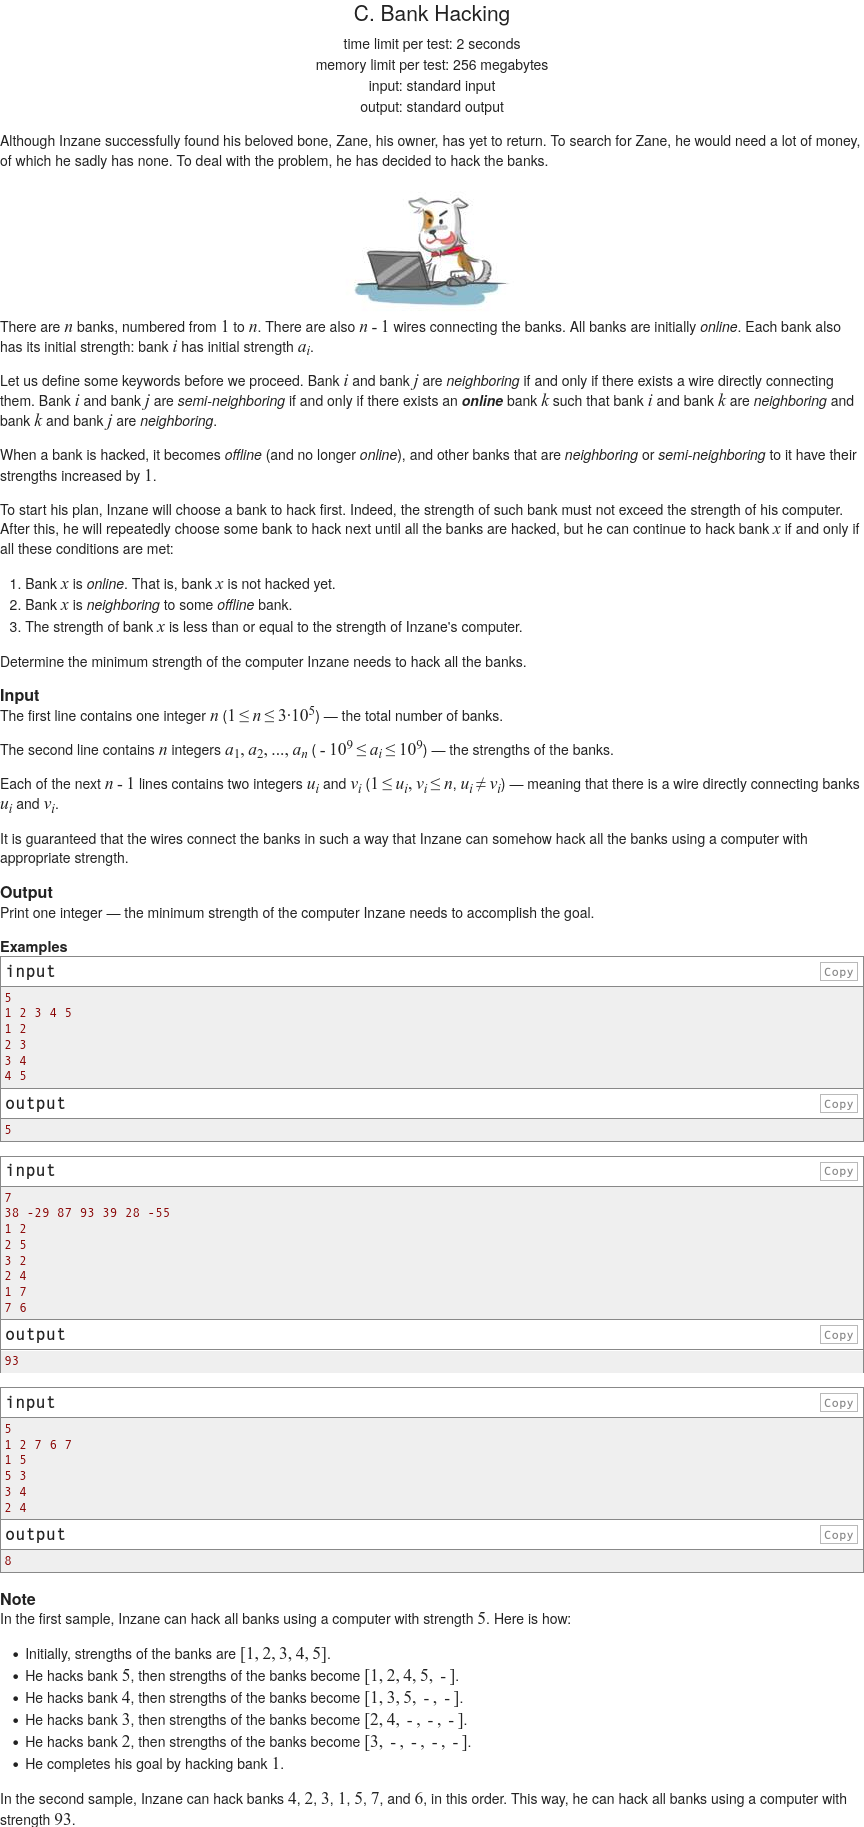 C. Bank Hacking
time limit per test: 2 seconds
memory limit per test: 256 megabytes
input: standard input
output: standard output
Although Inzane successfully found his beloved bone, Zane, his owner, has yet to return. To search for Zane, he would need a lot of money,
of which he sadly has none. To deal with the problem, he has decided to hack the banks.
There are n banks, numbered from 1 to n. There are also n - 1 wires connecting the banks. All banks are initially online. Each bank also
has its initial strength: bank i has initial strength a_i.
Let us define some keywords before we proceed. Bank i and bank j are neighboring if and only if there exists a wire directly connecting
them. Bank i and bank j are semi-neighboring if and only if there exists an online bank k such that bank i and bank k are neighboring and
bank k and bank j are neighboring.
When a bank is hacked, it becomes offline (and no longer online), and other banks that are neighboring or semi-neighboring to it have their
strengths increased by 1.
To start his plan, Inzane will choose a bank to hack first. Indeed, the strength of such bank must not exceed the strength of his computer.
After this, he will repeatedly choose some bank to hack next until all the banks are hacked, but he can continue to hack bank x if and only if
all these conditions are met:
1. Bank x is online. That is, bank x is not hacked yet.
2. Bank x is neighboring to some offline bank.
3. The strength of bank x is less than or equal to the strength of Inzane's computer.
Determine the minimum strength of the computer Inzane needs to hack all the banks.
Input
The first line contains one integer n (1 ≤ n ≤ 3·10^5) — the total number of banks.
The second line contains n integers a_1, a_2, ..., a_n ( - 10^9 ≤ a_i ≤ 10^9) — the strengths of the banks.
Each of the next n - 1 lines contains two integers u_i and v_i (1 ≤ u_i, v_i ≤ n, u_i ≠ v_i) — meaning that there is a wire directly connecting banks
u_i and v_i.
It is guaranteed that the wires connect the banks in such a way that Inzane can somehow hack all the banks using a computer with
appropriate strength.
Output
Print one integer — the minimum strength of the computer Inzane needs to accomplish the goal.
Examples
input Copy
5
1 2 3 4 5
1 2
2 3
3 4
4 5
output Copy
5
input Copy
7
38 -29 87 93 39 28 -55
1 2
2 5
3 2
2 4
1 7
7 6
output Copy
93
input Copy
5
1 2 7 6 7
1 5
5 3
3 4
2 4
output Copy
8
Note
In the first sample, Inzane can hack all banks using a computer with strength 5. Here is how:
• Initially, strengths of the banks are [1, 2, 3, 4, 5].
• He hacks bank 5, then strengths of the banks become [1, 2, 4, 5, - ].
• He hacks bank 4, then strengths of the banks become [1, 3, 5, - , - ].
• He hacks bank 3, then strengths of the banks become [2, 4, - , - , - ].
• He hacks bank 2, then strengths of the banks become [3, - , - , - , - ].
• He completes his goal by hacking bank 1.
In the second sample, Inzane can hack banks 4, 2, 3, 1, 5, 7, and 6, in this order. This way, he can hack all banks using a computer with
strength 93.